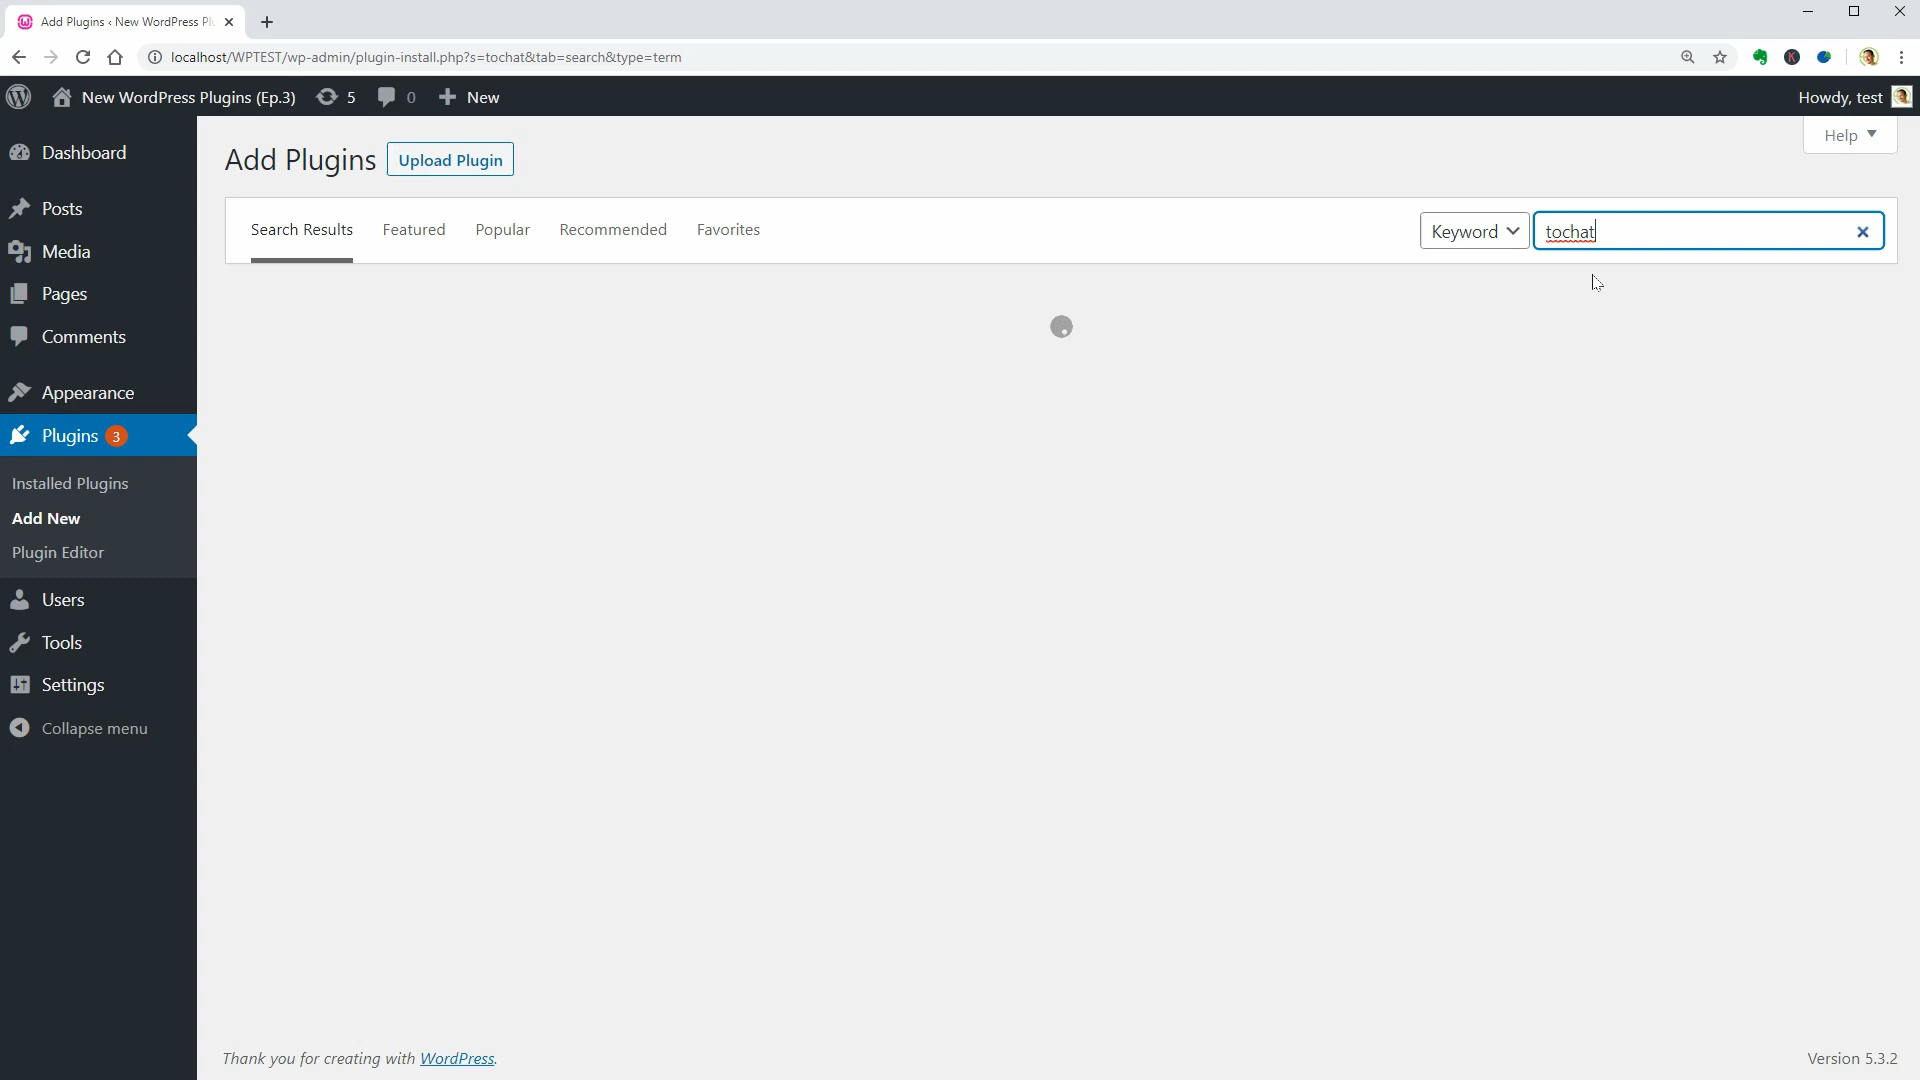 Add Plugins ‹ New WordPress Pl
localhost/WPTEST/wp-admin/plugin-install.php?s=tochat&tab=search&type=term
New WordPress Plugins (Ep.3) 5 0 New Howdy, test
Help
Dashboard
Posts
Media
Pages
Comments
Appearance
Plugins 3
Installed Plugins
Add New
Plugin Editor
Users
Tools
Settings
Collapse menu
Add Plugins Upload Plugin
Search Results Featured Popular Recommended Favorites Keyword tochat
Thank you for creating with WordPress. Version 5.3.2